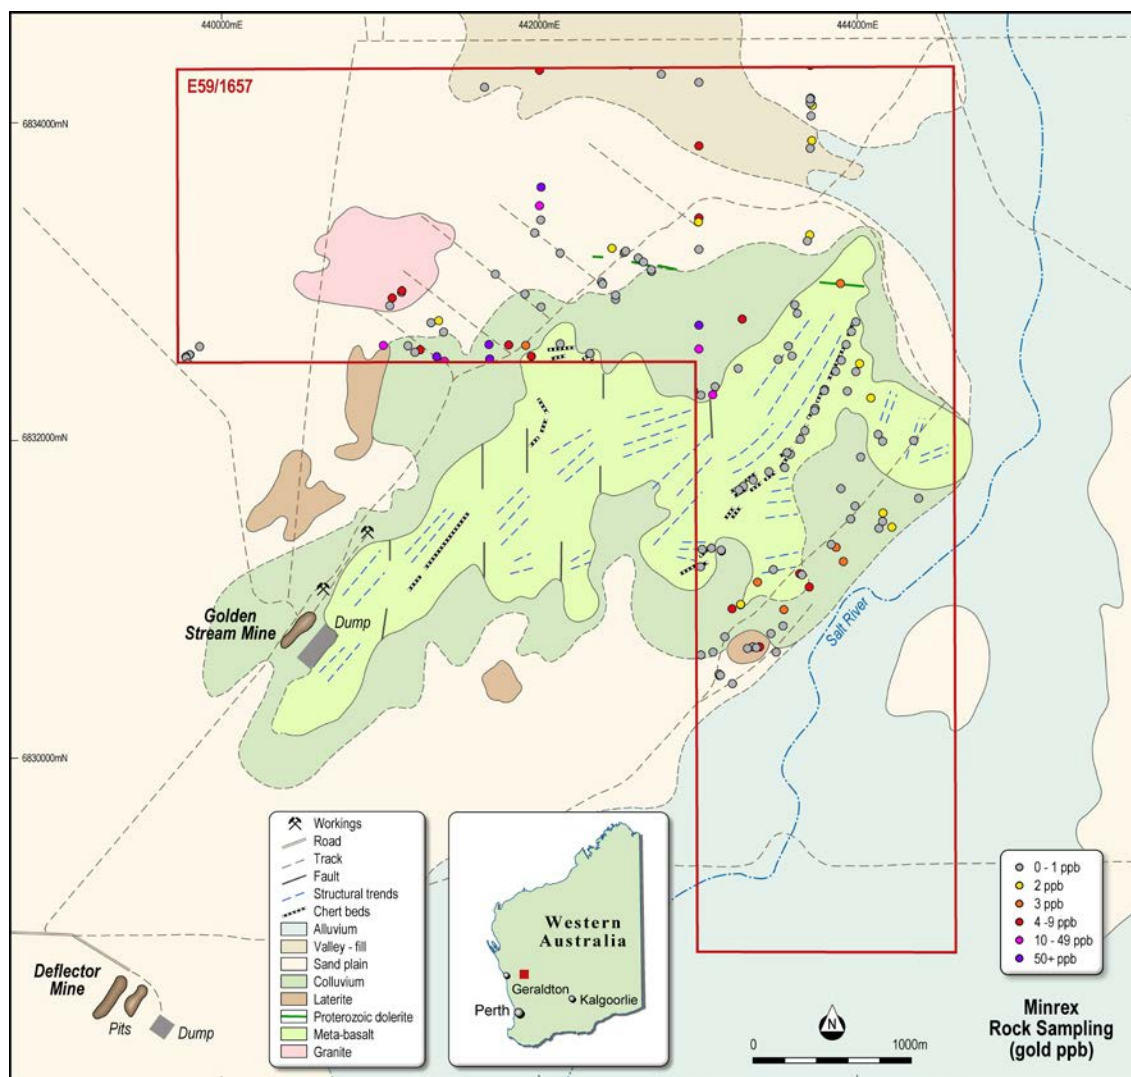 440000mE
442000mE
444000mE
E59/1657
6834000mN
6832000mN
Golden
Stream Mine
Dump
Salt River
6830000mN
Workings
Road
Track
Fault
Structural trends
Chert beds
Alluvium
Valley - fill
Sand plain
Colluvium
Laterite
Proterozoic dolerite
Meta-basalt
Granite
Western
Australia
Geraldton
Kalgoorlie
Perth
0 - 1 ppb
2 ppb
3 ppb
4 -9 ppb
10 - 49 ppb
50+ ppb
Deflector
Mine
Pits
Dump
N
0
1000m
Minrex
Rock Sampling
(gold ppb)